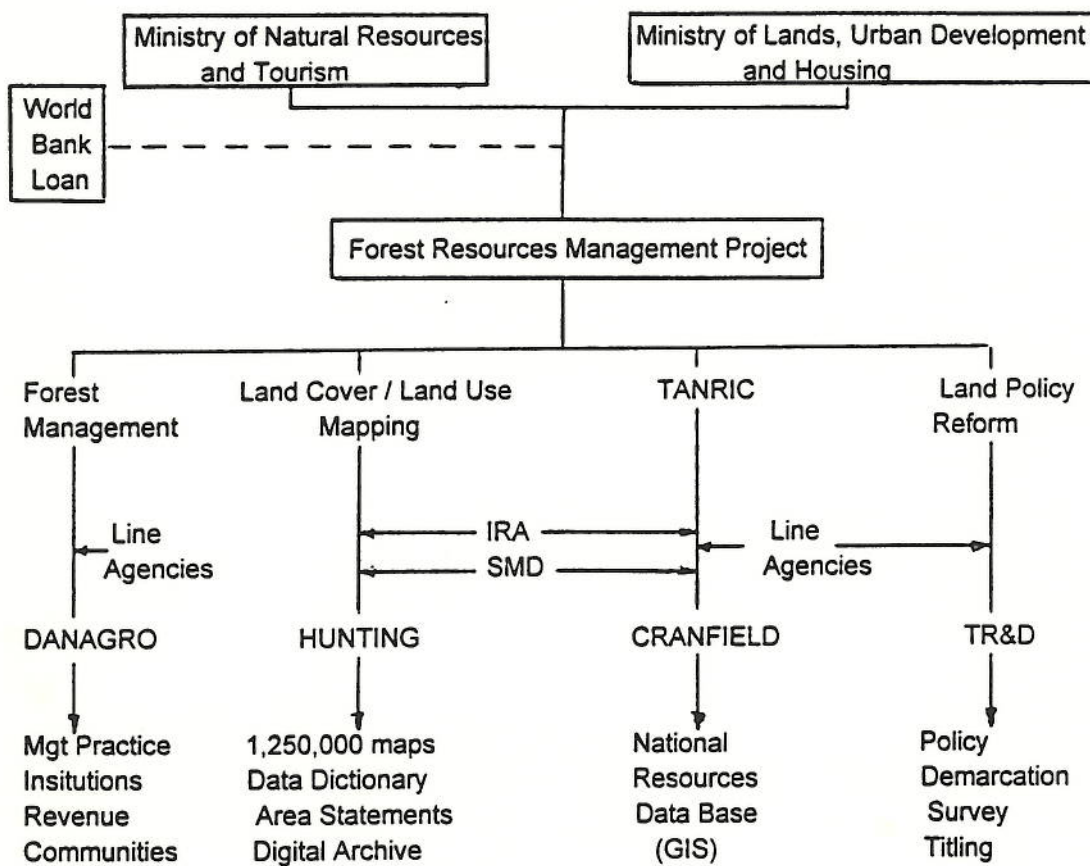 Ministry of Natural Resources
and Tourism
Ministry of Lands, Urban Development
and Housing
World
Bank
Loan
Forest Resources Management Project
Forest
Management
Land Cover / Land Use
Mapping
TANRIC
Land Policy
Reform
Line
Agencies
IRA
SMD
Line
Agencies
DANAGRO
HUNTING
CRANFIELD
TR&D
Mgt Practice
Insitutions
Revenue
Communities
1,250,000 maps
Data Dictionary
Area Statements
Digital Archive
National
Resources
Data Base
(GIS)
Policy
Demarcation
Survey
Titling